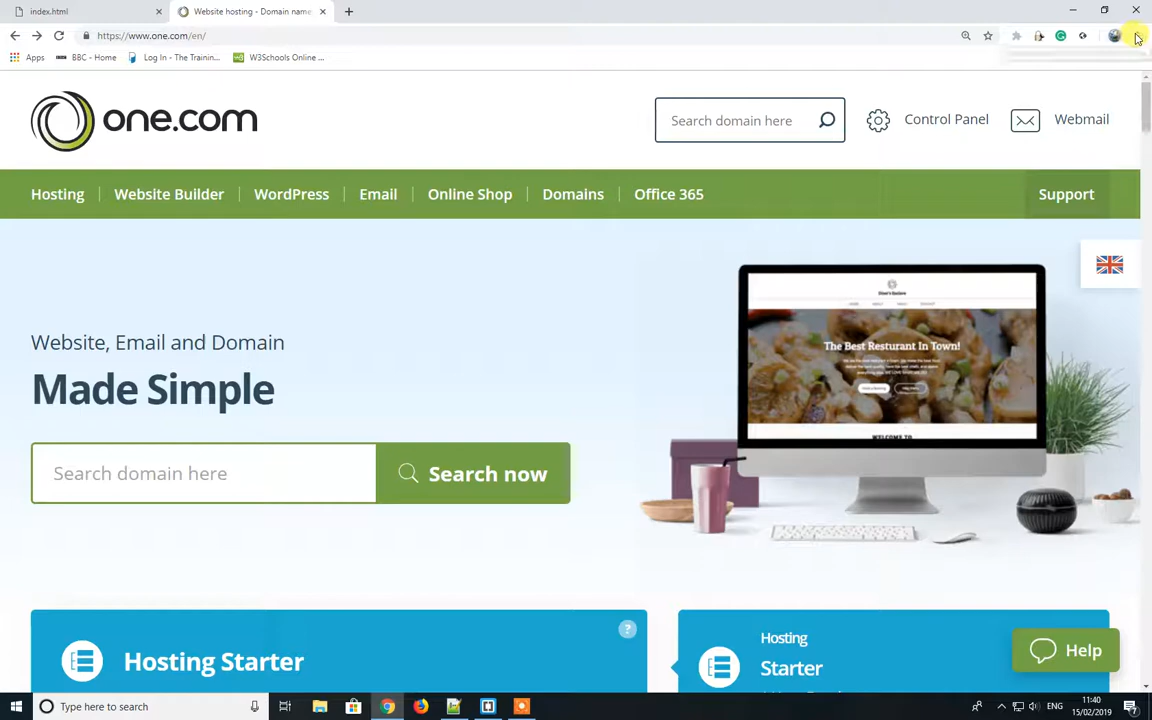 index.html
Website hosting - Domain name
https://www.one.com/en/
Apps
BBC - Home
Log In - The Training...
W3Schools Online ...
one.com
Search domain here
Control Panel
Webmail
Hosting
Website Builder
WordPress
Email
Online Shop
Domains
Office 365
Support
The Best Resturant In Town!
WELCOME TO
Website, Email and Domain
Made Simple
Search domain here
Search now
Hosting Starter
?
Hosting
Starter
Help
Type here to search
ENG
11:40
15/02/2019